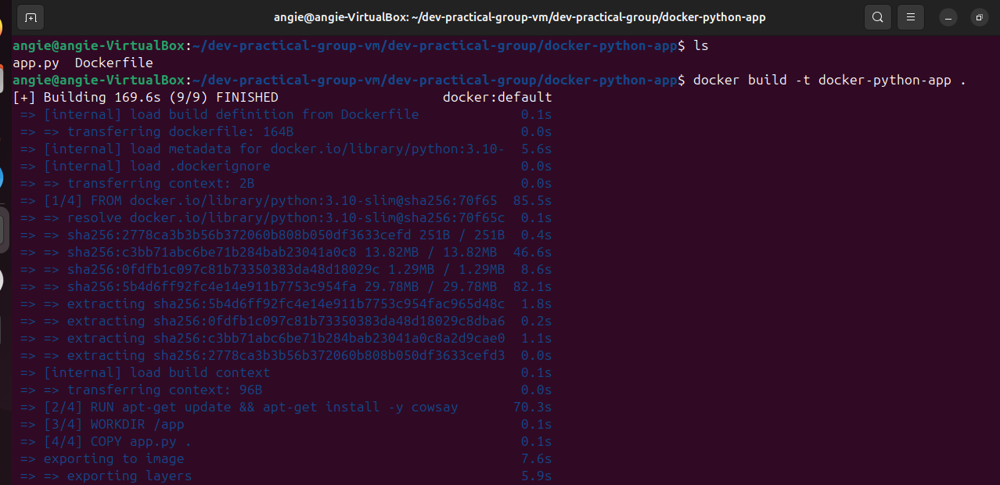 angie@angie-VirtualBox: ~/dev-practical-group-vm/dev-practical-group/docker-python-app
angie@angie-VirtualBox:~/dev-practical-group-vm/dev-practical-group/docker-python-app$ ls
app.py  Dockerfile
angie@angie-VirtualBox:~/dev-practical-group-vm/dev-practical-group/docker-python-app$ docker build -t docker-python-app .
[+] Building 169.6s (9/9) FINISHED                     docker:default
 => [internal] load build definition from Dockerfile             0.1s
 => => transferring dockerfile: 164B                             0.0s
 => [internal] load metadata for docker.io/library/python:3.10-  5.6s
 => [internal] load .dockerignore                                0.0s
 => => transferring context: 2B                                  0.0s
 => [1/4] FROM docker.io/library/python:3.10-slim@sha256:70f65  85.5s
 => => resolve docker.io/library/python:3.10-slim@sha256:70f65c  0.1s
 => => sha256:2778ca3b3b56b372060b808b050df3633cefd 251B / 251B  0.4s
 => => sha256:c3bb71abc6be71b284bab23041a0c8 13.82MB / 13.82MB  46.6s
 => => sha256:0fdfb1c097c81b73350383da48d18029c 1.29MB / 1.29MB  8.6s
 => => sha256:5b4d6ff92fc4e14e911b7753c954fa 29.78MB / 29.78MB  82.1s
 => => extracting sha256:5b4d6ff92fc4e14e911b7753c954fac965d48c  1.8s
 => => extracting sha256:0fdfb1c097c81b73350383da48d18029c8dba6  0.2s
 => => extracting sha256:c3bb71abc6be71b284bab23041a0c8a2d9cae0  1.1s
 => => extracting sha256:2778ca3b3b56b372060b808b050df3633cefd3  0.0s
 => [internal] load build context                                0.1s
 => => transferring context: 96B                                 0.0s
 => [2/4] RUN apt-get update && apt-get install -y cowsay       70.3s
 => [3/4] WORKDIR /app                                           0.1s
 => [4/4] COPY app.py .                                          0.1s
 => exporting to image                                           7.6s
 => => exporting layers                                          5.9s